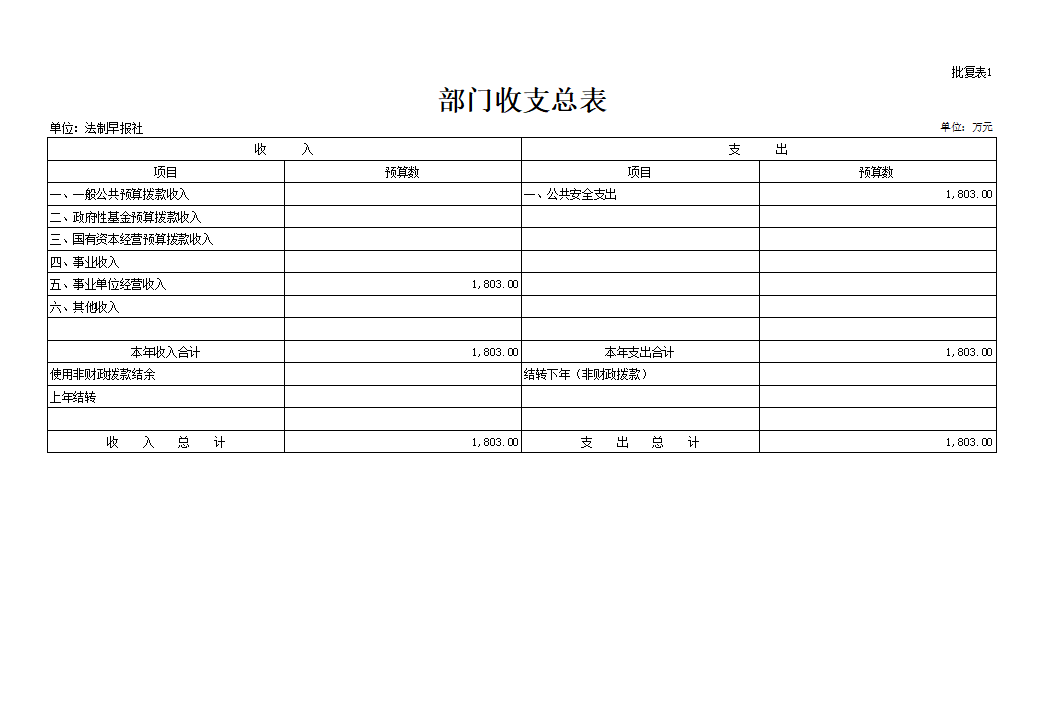 批复表1
部门收支总表
单位：法制早报社 单位：万元
收 入 支 出
项目 预算数 项目 预算数
一、一般公共预算拨款收入 一、公共安全支出 1,803.00
二、政府性基金预算拨款收入
三、国有资本经营预算拨款收入
四、事业收入
五、事业单位经营收入 1,803.00
六、其他收入
本年收入合计 1,803.00 本年支出合计 1,803.00
使用非财政拨款结余 结转下年（非财政拨款）
上年结转
收 入 总 计 1,803.00 支 出 总 计 1,803.00